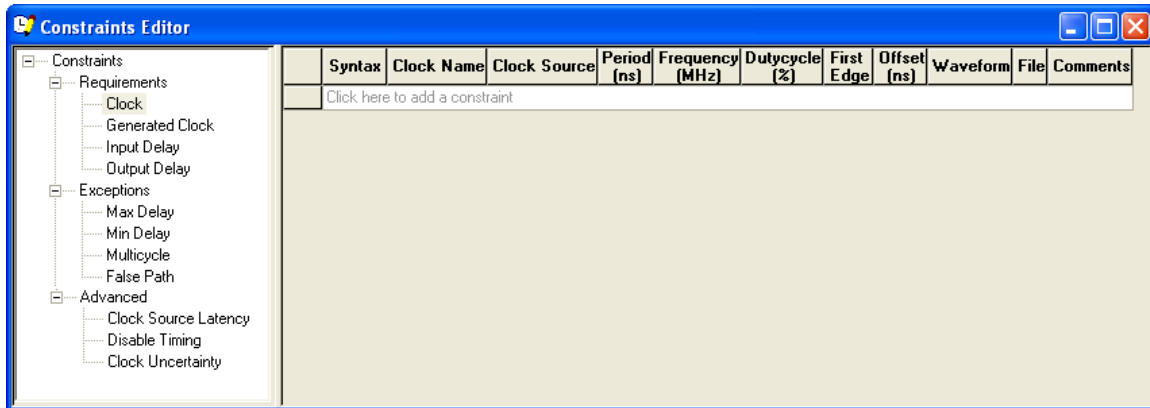 Constraints Editor
Constraints
Requirements
Clock
Generated Clock
Input Delay
Output Delay
Exceptions
Max Delay
Min Delay
Multicycle
False Path
Advanced
Clock Source Latency
Disable Timing
Clock Uncertainty
Syntax Clock Name Clock Source Period (ns) Frequency (MHz) Dutycycle (%) First Edge Offset (ns) Waveform File Comments
Click here to add a constraint